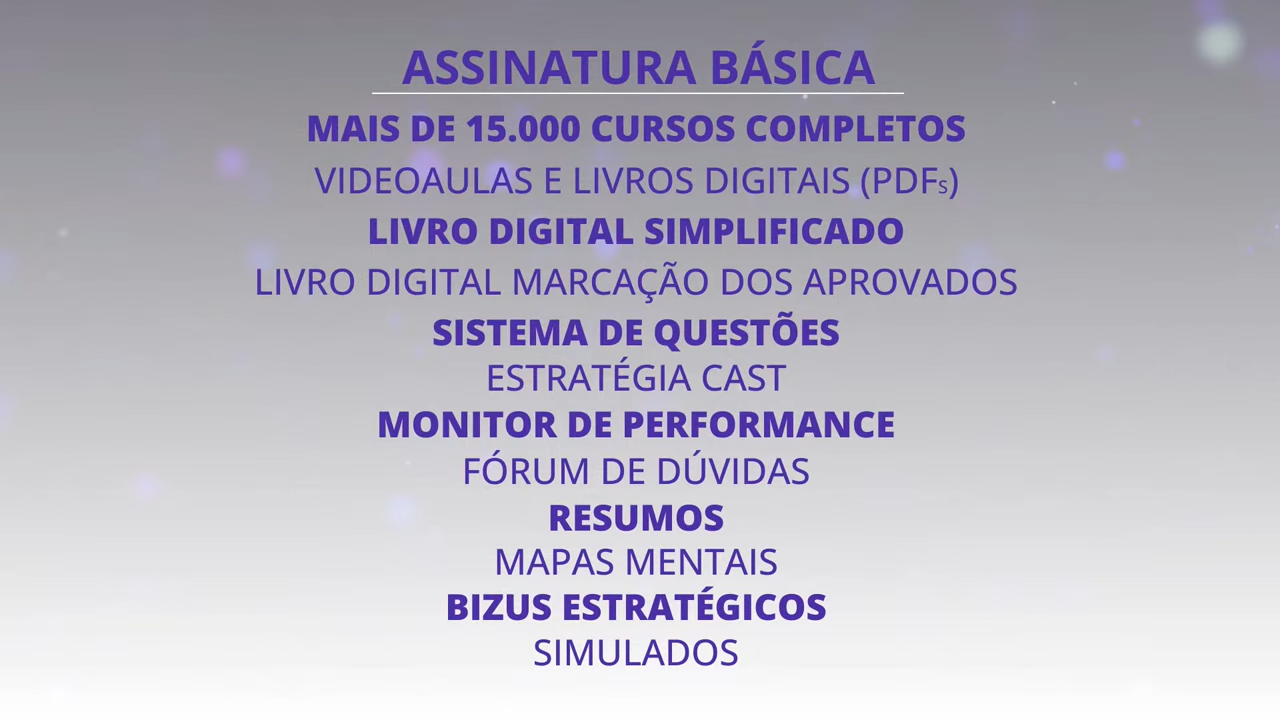 ASSINATURA BÁSICA
MAIS DE 15.000 CURSOS COMPLETOS
VIDEOAULAS E LIVROS DIGITAIS (PDFs)
LIVRO DIGITAL SIMPLIFICADO
LIVRO DIGITAL MARCAÇÃO DOS APROVADOS
SISTEMA DE QUESTÕES
ESTRATÉGIA CAST
MONITOR DE PERFORMANCE
FÓRUM DE DÚVIDAS
RESUMOS
MAPAS MENTAIS
BIZUS ESTRATÉGICOS
SIMULADOS